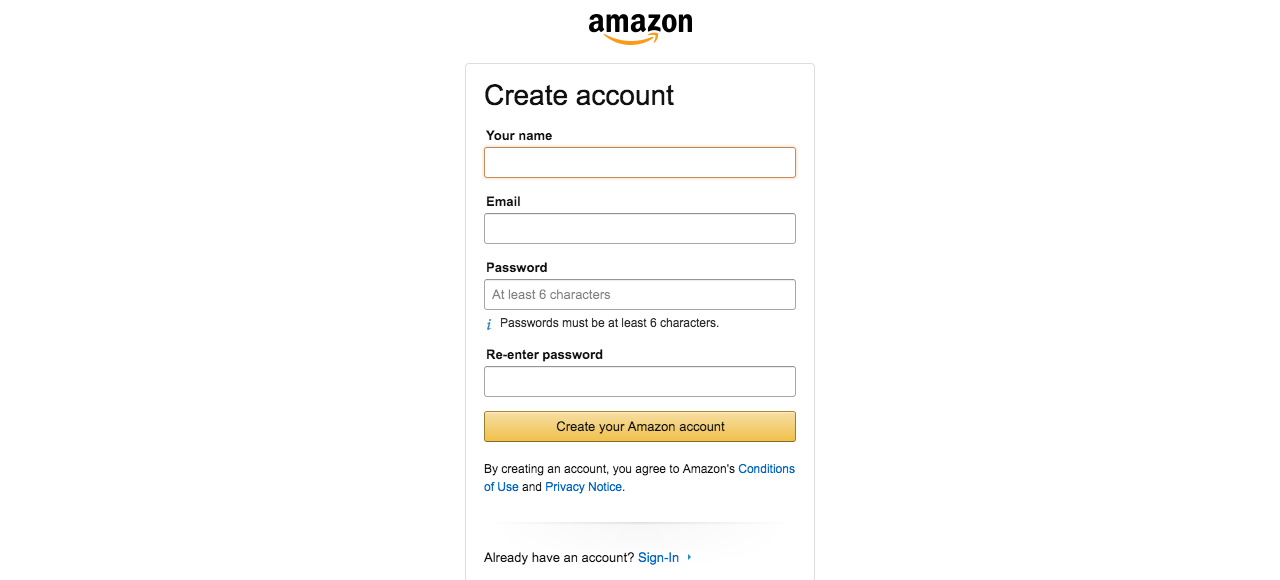 amazon
Create account
Your name
Email
Password
At least 6 characters
i Passwords must be at least 6 characters.
Re-enter password
Create your Amazon account
By creating an account, you agree to Amazon's Conditions
of Use and Privacy Notice.
Already have an account? Sign-In